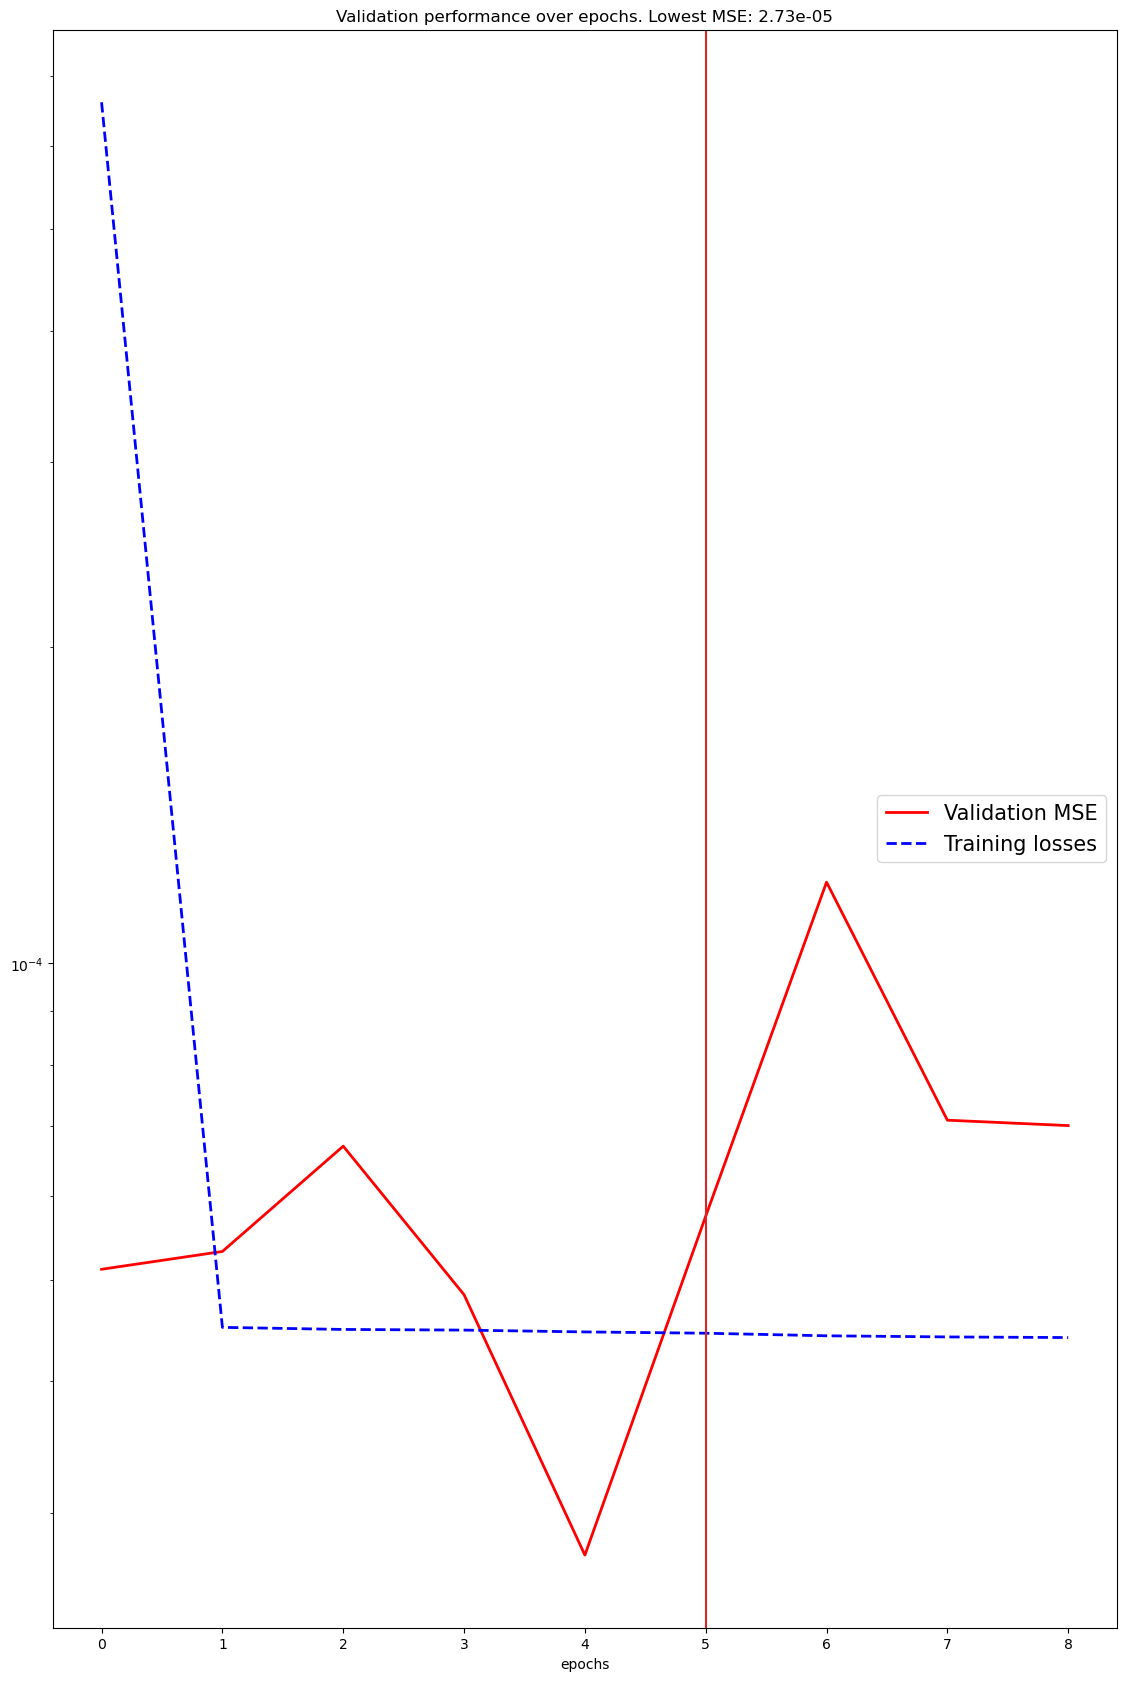 Validation performance over epochs. Lowest MSE: 2.73e-05
Validation MSE
Training losses
10⁻⁴
0 1 2 3 4 5 6 7 8
epochs